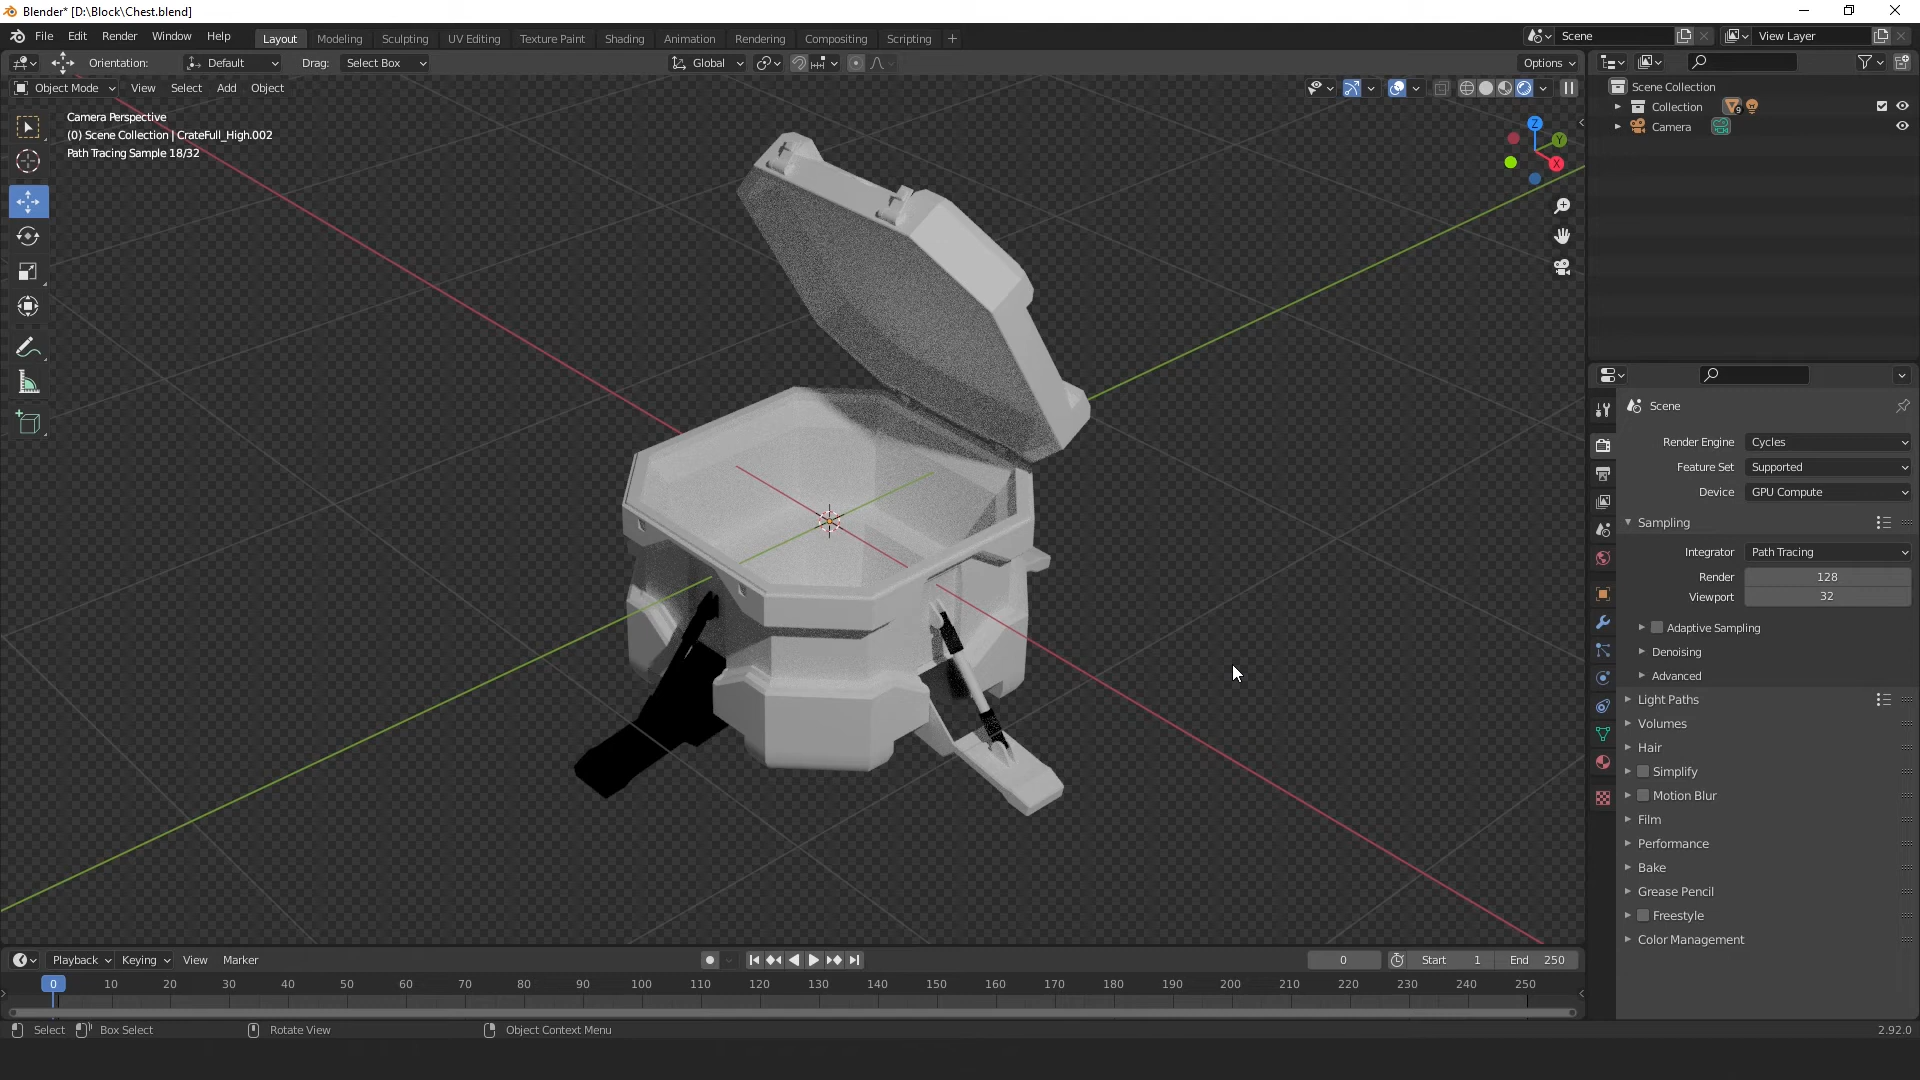 Blender* [D:\Block\Chest.blend]
File Edit Render Window Help Layout Modeling Sculpting UV Editing Texture Paint Shading Animation Rendering Compositing Scripting Scene View Layer
Orientation: Default Drag: Select Box Global Options
Object Mode View Select Add Object
Camera Perspective
(0) Scene Collection | CrateFull_High.002
Path Tracing Sample 18/32
Z
Y
X
Scene Collection
Collection 9
Camera
Scene
Render Engine Cycles
Feature Set Supported
Device GPU Compute
Sampling
Integrator Path Tracing
Render 128
Viewport 32
Adaptive Sampling
Denoising
Advanced
Light Paths
Volumes
Hair
Simplify
Motion Blur
Film
Performance
Bake
Grease Pencil
Freestyle
Color Management
Playback Keying View Marker 0 Start 1 End 250
0 10 20 30 40 50 60 70 80 90 100 110 120 130 140 150 160 170 180 190 200 210 220 230 240 250
Select Box Select Rotate View Object Context Menu 2.92.0